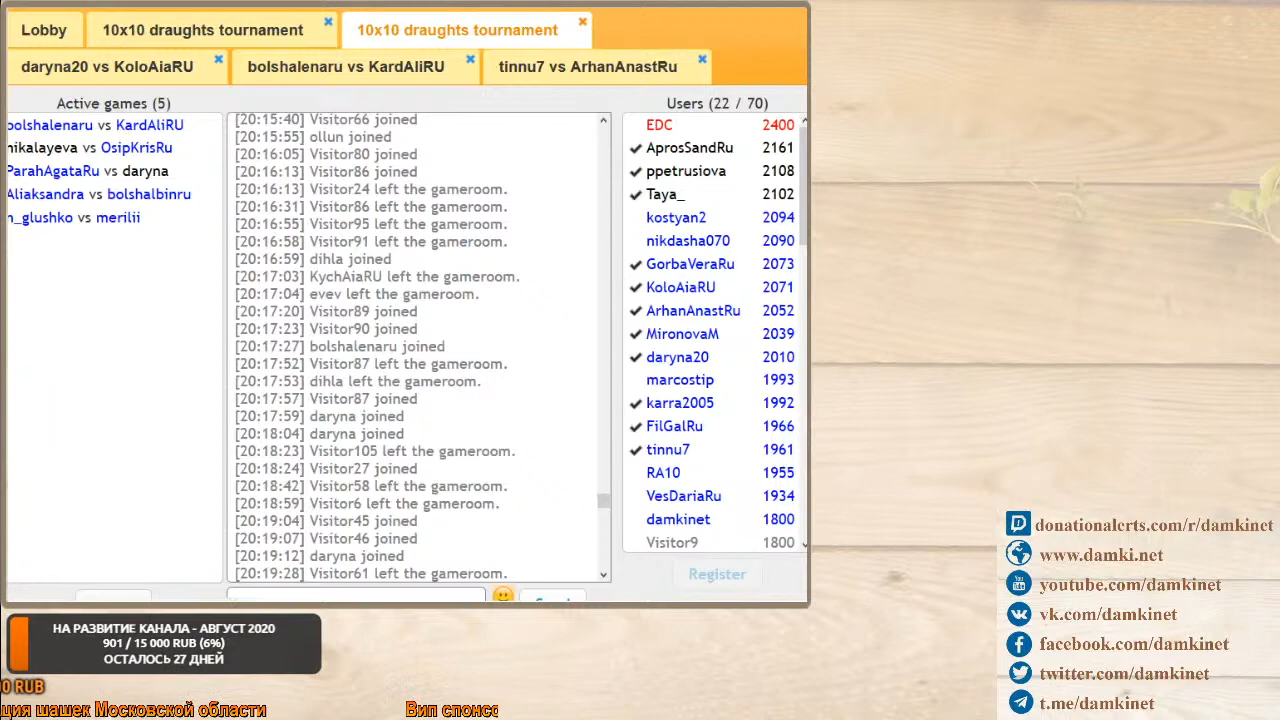 Lobby
10x10 draughts tournament
10x10 draughts tournament
daryna20 vs KoloAiaRU
bolshalenaru vs KardAliRU
tinnu7 vs ArhanAnastRu
Active games (5)
bolshalenaru vs KardAliRU
nikalayeva vs OsipKrisRu
ParahAgataRu vs daryna
Aliaksandra vs bolshalbinru
n_glushko vs merilii
[20:15:40] Visitor66 joined
[20:15:55] ollun joined
[20:16:05] Visitor80 joined
[20:16:13] Visitor86 joined
[20:16:13] Visitor24 left the gameroom.
[20:16:31] Visitor86 left the gameroom.
[20:16:55] Visitor95 left the gameroom.
[20:16:58] Visitor91 left the gameroom.
[20:16:59] dihla joined
[20:17:03] KychAiaRU left the gameroom.
[20:17:04] evev left the gameroom.
[20:17:20] Visitor89 joined
[20:17:23] Visitor90 joined
[20:17:27] bolshalenaru joined
[20:17:52] Visitor87 left the gameroom.
[20:17:53] dihla left the gameroom.
[20:17:57] Visitor87 joined
[20:17:59] daryna joined
[20:18:04] daryna joined
[20:18:23] Visitor105 left the gameroom.
[20:18:24] Visitor27 joined
[20:18:42] Visitor58 left the gameroom.
[20:18:59] Visitor6 left the gameroom.
[20:19:04] Visitor45 joined
[20:19:07] Visitor46 joined
[20:19:12] daryna joined
[20:19:28] Visitor61 left the gameroom.
Users (22 / 70)
EDC 2400
AprosSandRu 2161
ppetrusiova 2108
Taya_ 2102
kostyan2 2094
nikdasha070 2090
GorbaVeraRu 2073
KoloAiaRU 2071
ArhanAnastRu 2052
MironovaM 2039
daryna20 2010
marcostip 1993
karra2005 1992
FilGalRu 1966
tinnu7 1961
RA10 1955
VesDariaRu 1934
damkinet 1800
Visitor9 1800
Register
НА РАЗВИТИЕ КАНАЛА - АВГУСТ 2020
901 / 15 000 RUB (6%)
ОСТАЛОСЬ 27 ДНЕЙ
0 RUB
ция шашек Московской области
Вип спонсо
donationalerts.com/r/damkinet
www.damki.net
youtube.com/damkinet
vk.com/damkinet
facebook.com/damkinet
twitter.com/damkinet
t.me/damkinet